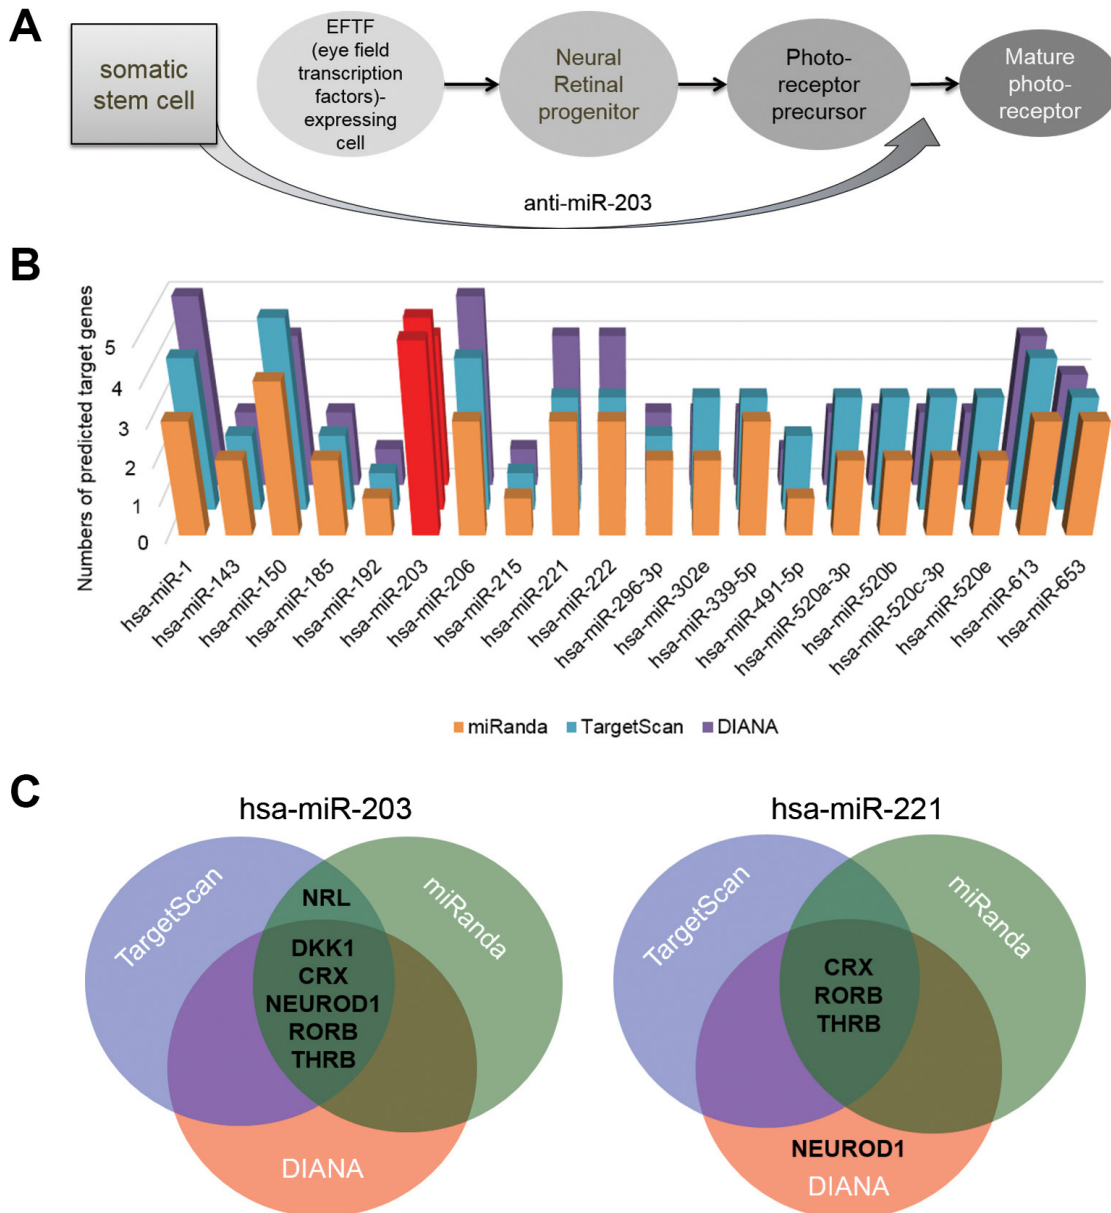 A
somatic
stem cell
EFTF
(eye field
transcription
factors)-
expressing
cell
Neural
Retinal
progenitor
Photo-
receptor
precursor
Mature
photo-
receptor
anti-miR-203
B
Numbers of predicted target genes
5
4
3
2
1
0
hsa-miR-1
hsa-miR-143
hsa-miR-150
hsa-miR-185
hsa-miR-192
hsa-miR-203
hsa-miR-206
hsa-miR-215
hsa-miR-221
hsa-miR-222
hsa-miR-296-3p
hsa-miR-302e
hsa-miR-339-5p
hsa-miR-491-5p
hsa-miR-520a-3p
hsa-miR-520b
hsa-miR-520c-3p
hsa-miR-520e
hsa-miR-613
hsa-miR-653
miRanda TargetScan DIANA
C
hsa-miR-203
TargetScan
miRanda
NRL
DKK1
CRX
NEUROD1
RORB
THRB
DIANA
hsa-miR-221
TargetScan
miRanda
CRX
RORB
THRB
NEUROD1
DIANA